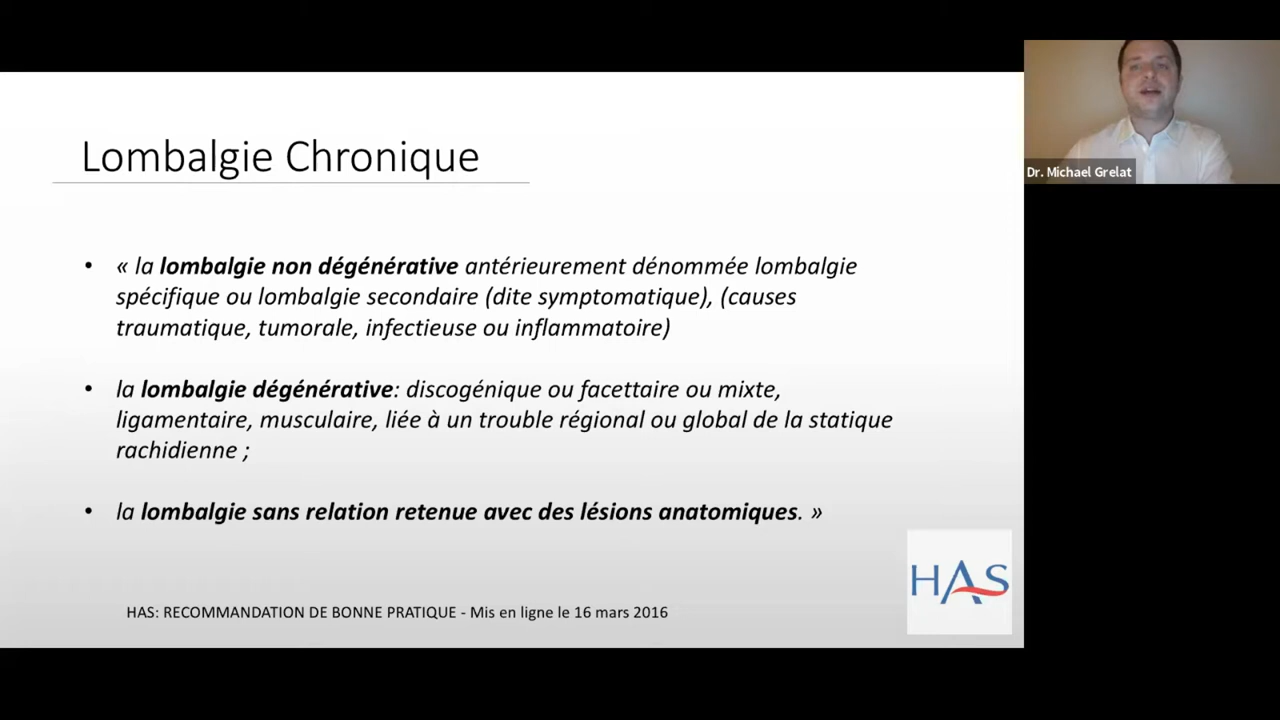 Lombalgie Chronique
• « la lombalgie non dégénérative antérieurement dénommée lombalgie
spécifique ou lombalgie secondaire (dite symptomatique), (causes
traumatique, tumorale, infectieuse ou inflammatoire)
• la lombalgie dégénérative: discogénique ou facettaire ou mixte,
ligamentaire, musculaire, liée à un trouble régional ou global de la statique
rachidienne ;
• la lombalgie sans relation retenue avec des lésions anatomiques. »
HAS
HAS: RECOMMANDATION DE BONNE PRATIQUE - Mis en ligne le 16 mars 2016
Dr. Michael Grelat